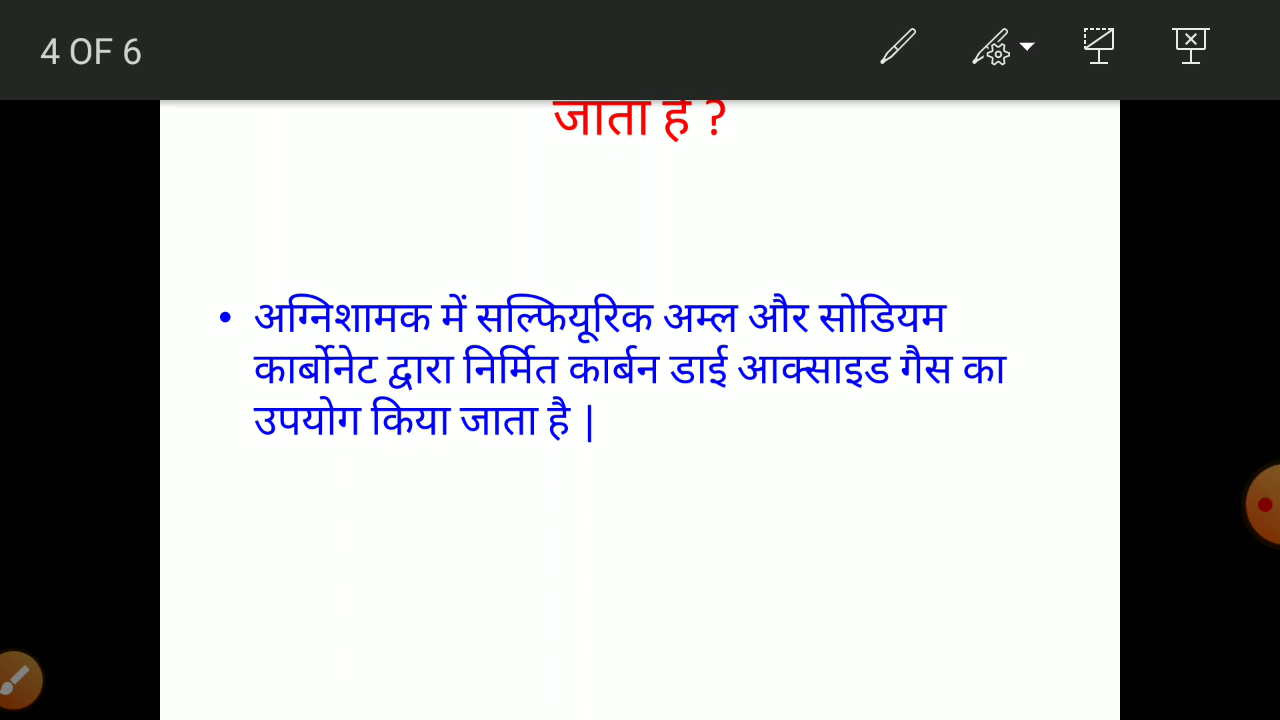 4 OF 6
जाता है ?
• अग्निशामक में सल्फियूरिक अम्ल और सोडियम
कार्बोनेट द्वारा निर्मित कार्बन डाई आक्साइड गैस का
उपयोग किया जाता है |